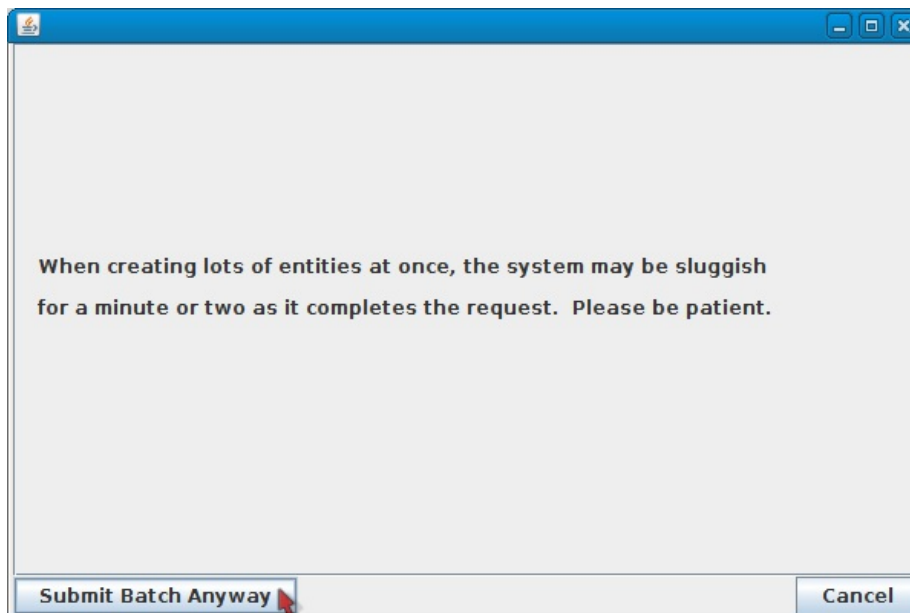 When creating lots of entities at once, the system may be sluggish
for a minute or two as it completes the request.  Please be patient.
Submit Batch Anyway
Cancel